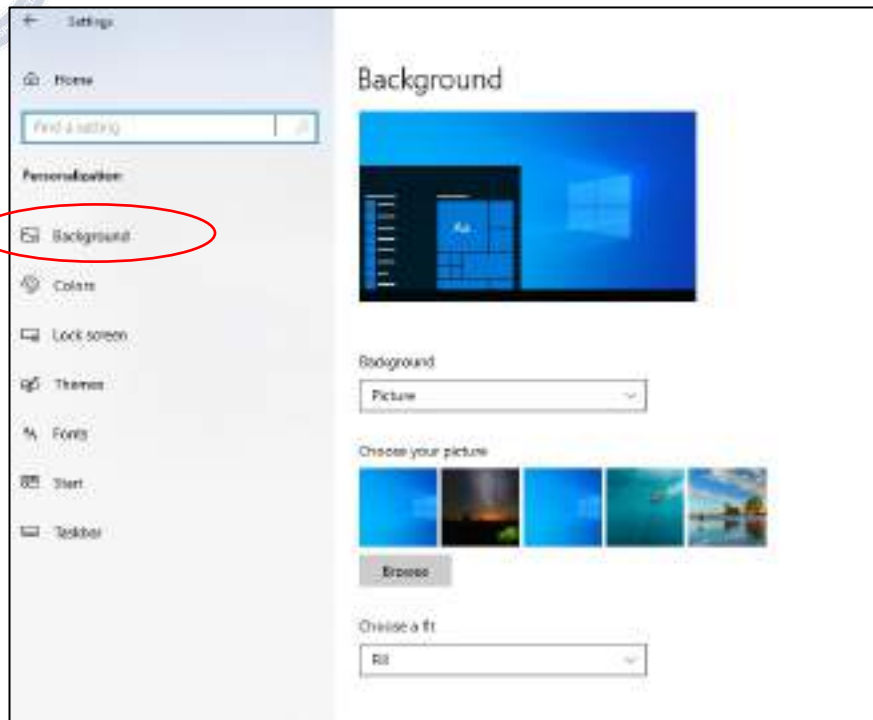 Settings
Home
Find a setting
Personalization
Background
Colors
Lock screen
Themes
Fonts
Start
Taskbar
Background
Aa
Background
Picture
Choose your picture
Browse
Choose a fit
Fill